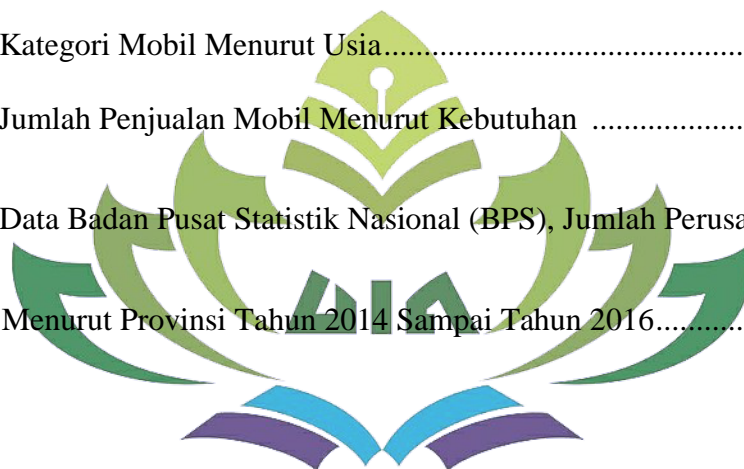 Kategori Mobil Menurut Usia.........................................
Jumlah Penjualan Mobil Menurut Kebutuhan ...................
Data Badan Pusat Statistik Nasional (BPS), Jumlah
Menurut Provinsi Tahun 2014 Sampai Tahun 2016...........